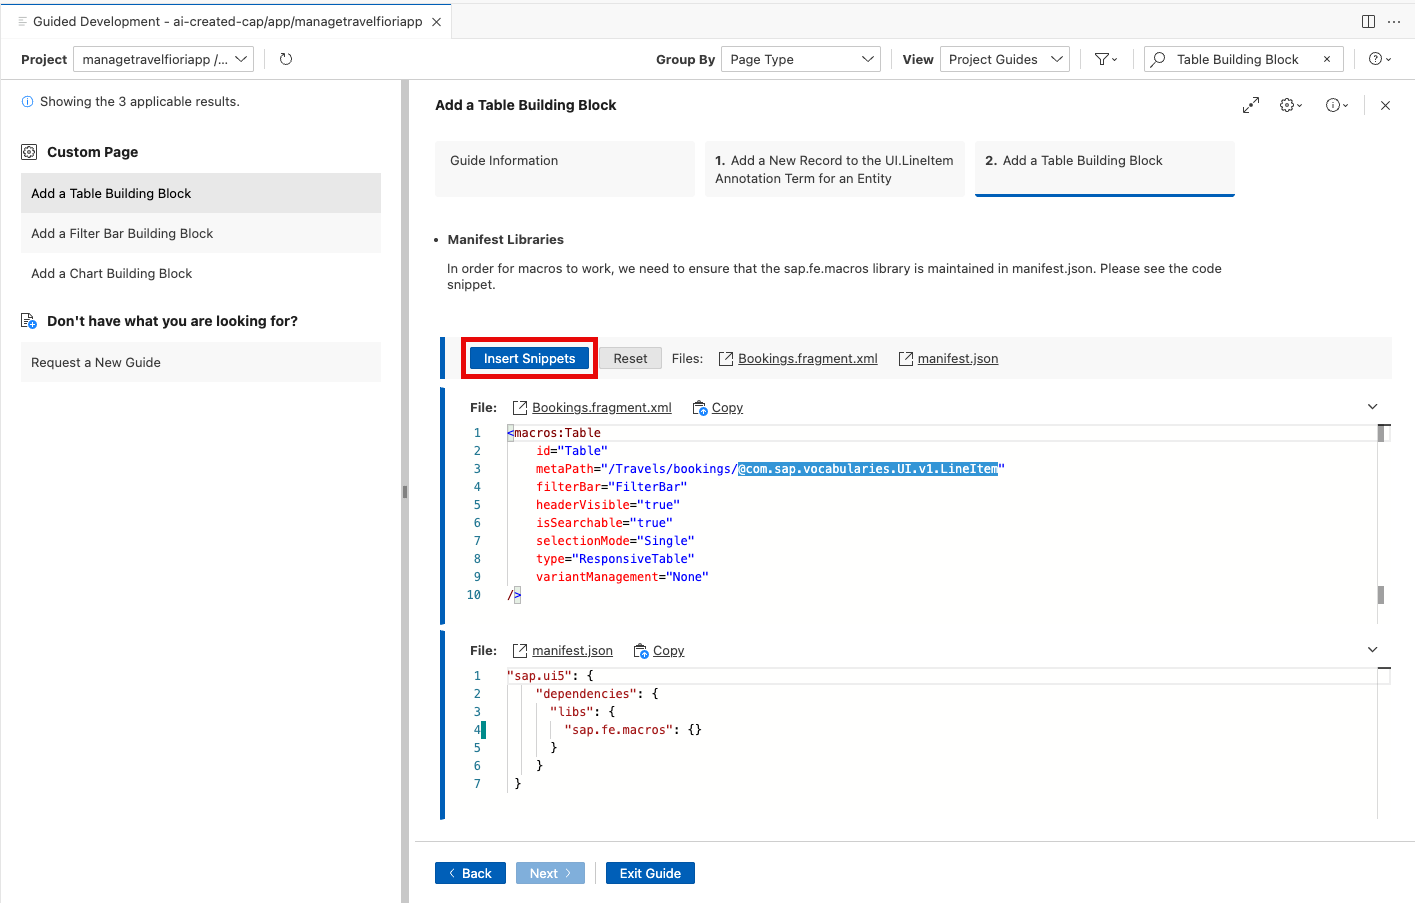 Guided Development - ai-created-cap/app/managetravelfioriapp
Project
managetravelfioriapp /...
Group By
Page Type
View
Project Guides
Table Building Block
Showing the 3 applicable results.
Custom Page
Add a Table Building Block
Add a Filter Bar Building Block
Add a Chart Building Block
Don't have what you are looking for?
Request a New Guide
Add a Table Building Block
Guide Information
1. Add a New Record to the UI.LineItem
Annotation Term for an Entity
2. Add a Table Building Block
• Manifest Libraries
In order for macros to work, we need to ensure that the sap.fe.macros library is maintained in manifest.json. Please see the code
snippet.
Insert Snippets
Reset
Files:
Bookings.fragment.xml
manifest.json
File:
Bookings.fragment.xml
Copy
1 <macros:Table
2 id="Table"
3 metaPath="/Travels/bookings/@com.sap.vocabularies.UI.v1.LineItem"
4 filterBar="FilterBar"
5 headerVisible="true"
6 isSearchable="true"
7 selectionMode="Single"
8 type="ResponsiveTable"
9 variantManagement="None"
10 />
File:
manifest.json
Copy
1 "sap.ui5": {
2 "dependencies": {
3 "libs": {
4 "sap.fe.macros": {}
5 }
6 }
7 }
Back
Next
Exit Guide